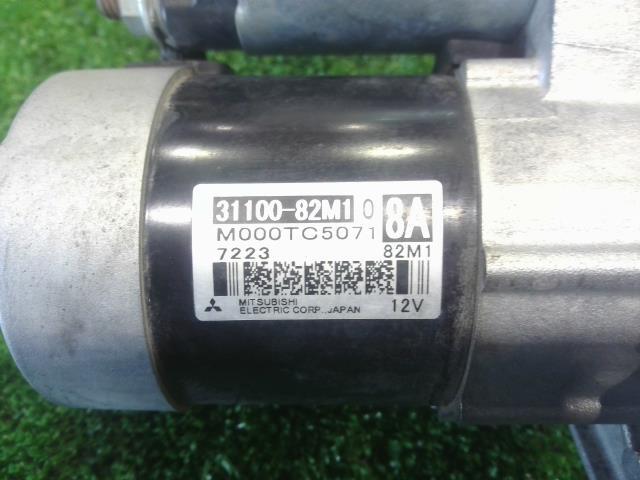 31100-82M1 0 8A
M000TC5071
7223 82M1
MITSUBISHI
ELECTRIC CORP., JAPAN 12V